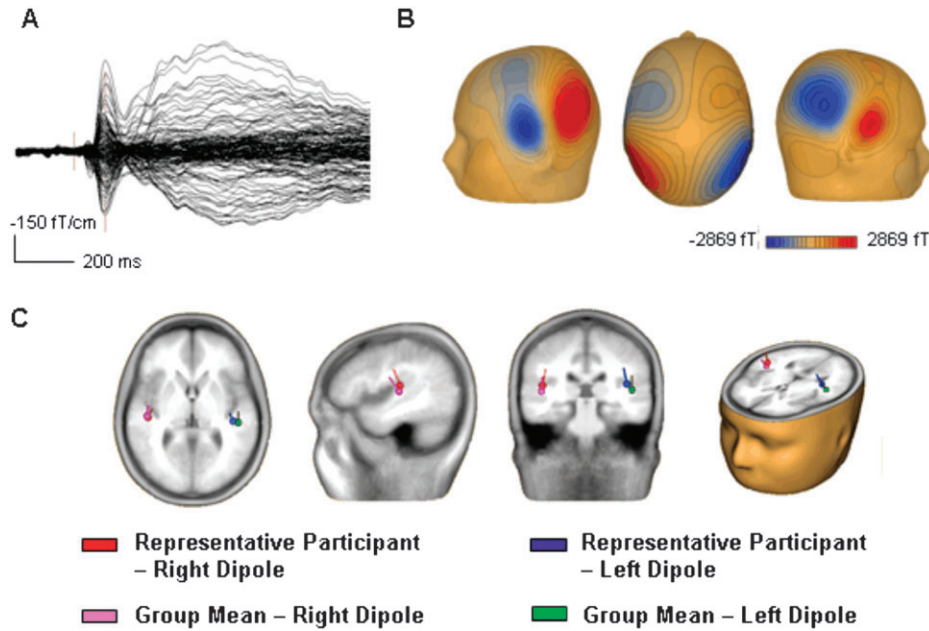 A
B
-150 fT/cm
200 ms
-2869 fT
2869 fT
C
Representative Participant
– Right Dipole
Representative Participant
– Left Dipole
Group Mean – Right Dipole
Group Mean – Left Dipole